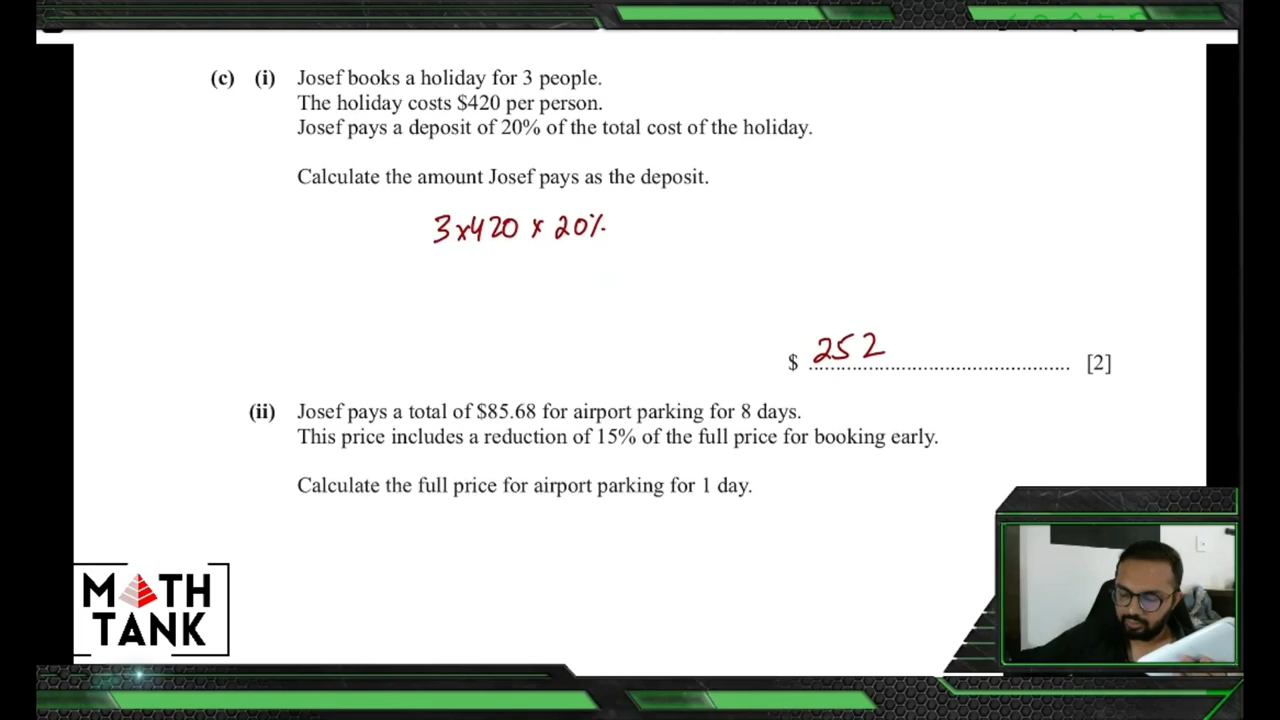 (c) (i) Josef books a holiday for 3 people.
The holiday costs $420 per person.
Josef pays a deposit of 20% of the total cost of the holiday.
Calculate the amount Josef pays as the deposit.
3x420 x 20%
$ 252 ........................................ [2]
(ii) Josef pays a total of $85.68 for airport parking for 8 days.
This price includes a reduction of 15% of the full price for booking early.
Calculate the full price for airport parking for 1 day.
MATH
TANK